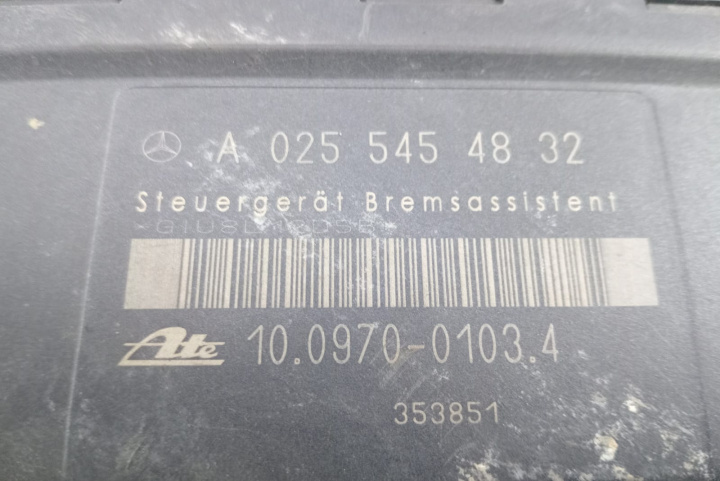 A 025 545 48 32
Steuergerät Bremsassistent
Ate 10.0970-0103.4
353851